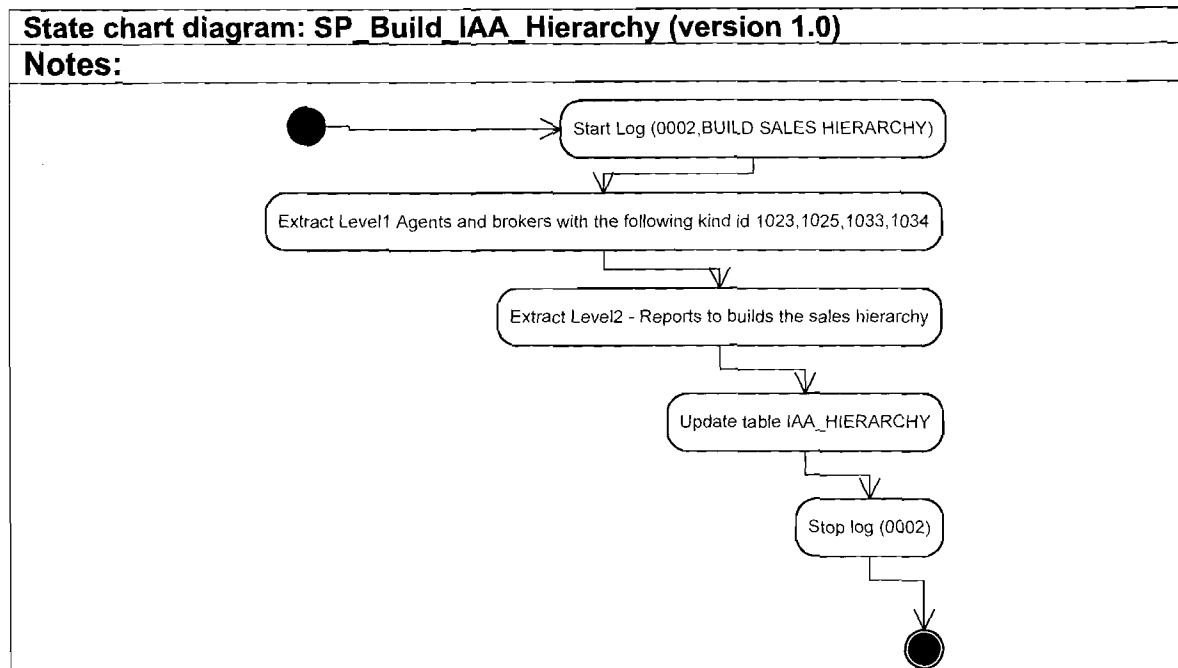 State chart diagram: SP_Build_IAA_Hierarchy (version 1.0)
Notes:
Start Log (0002,BUILD SALES HIERARCHY)
Extract Level1 Agents and brokers with the following kind id 1023,1025,1033,1034
Extract Level2 - Reports to builds the sales hierarchy
Update table IAA_HIERARCHY
Stop log (0002)